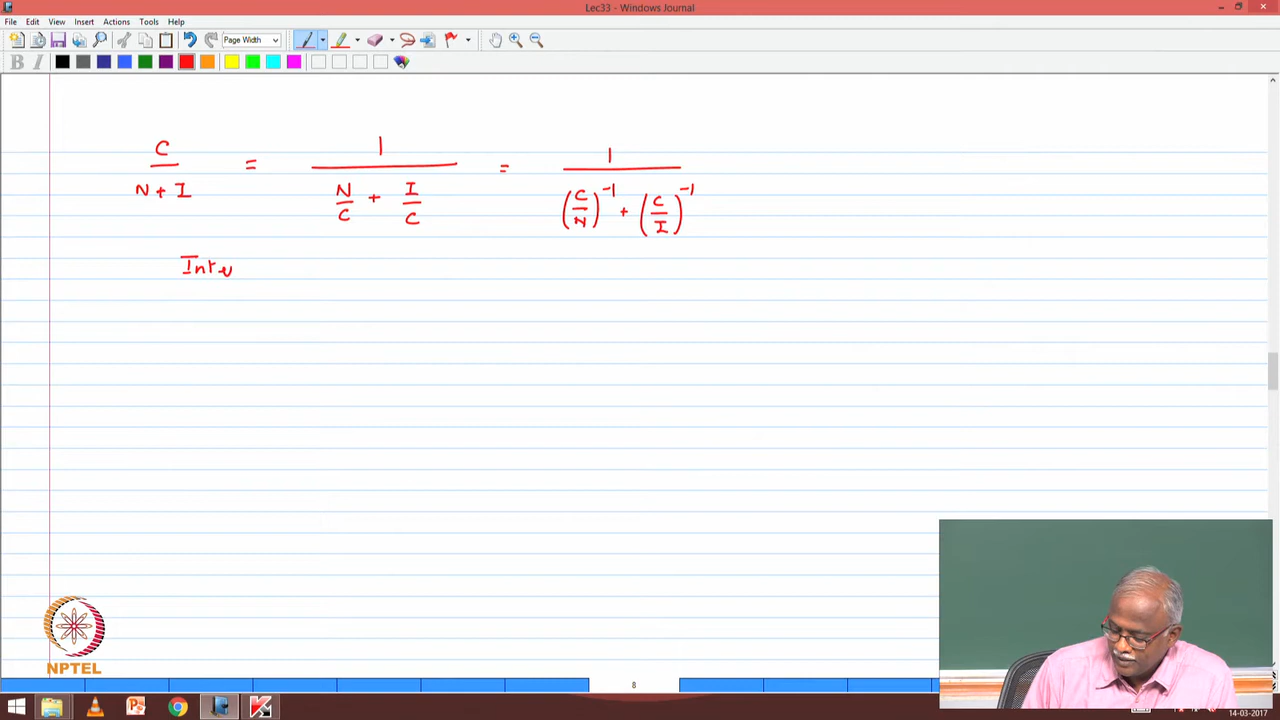 Lec33 - Windows Journal
File Edit View Insert Actions Tools Help
Page Width
B I
C / (N + I) = 1 / (N/C + I/C) = 1 / ((C/N)^-1 + (C/I)^-1)
Inte
NPTEL
8
14-03-2017